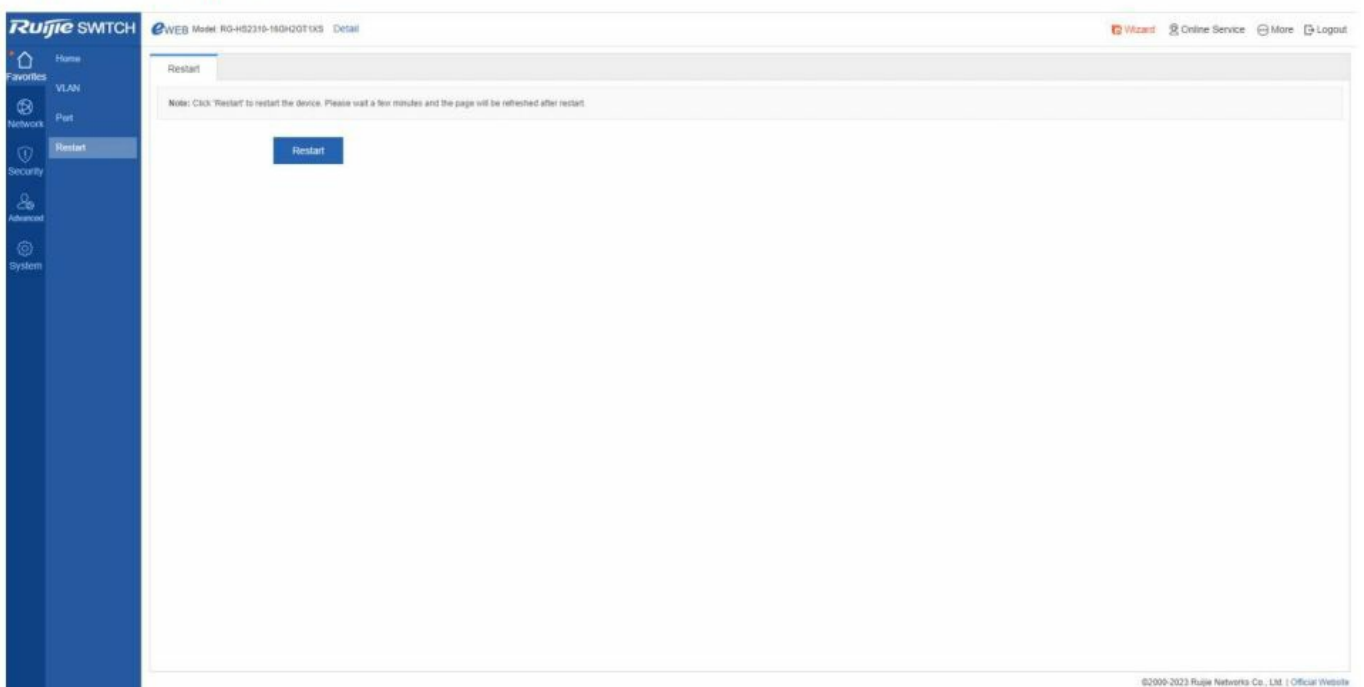 Ruijie SWITCH
eWEB Model: RG-HS2310-16GH2GT1XS Detail
Wizard Online Service More Logout
Favorites
Network
Security
Advanced
System
Home
VLAN
Port
Restart
Restart
Note: Click 'Restart' to restart the device. Please wait a few minutes and the page will be refreshed after restart.
Restart
©2000-2023 Ruijie Networks Co., Ltd. | Official Website